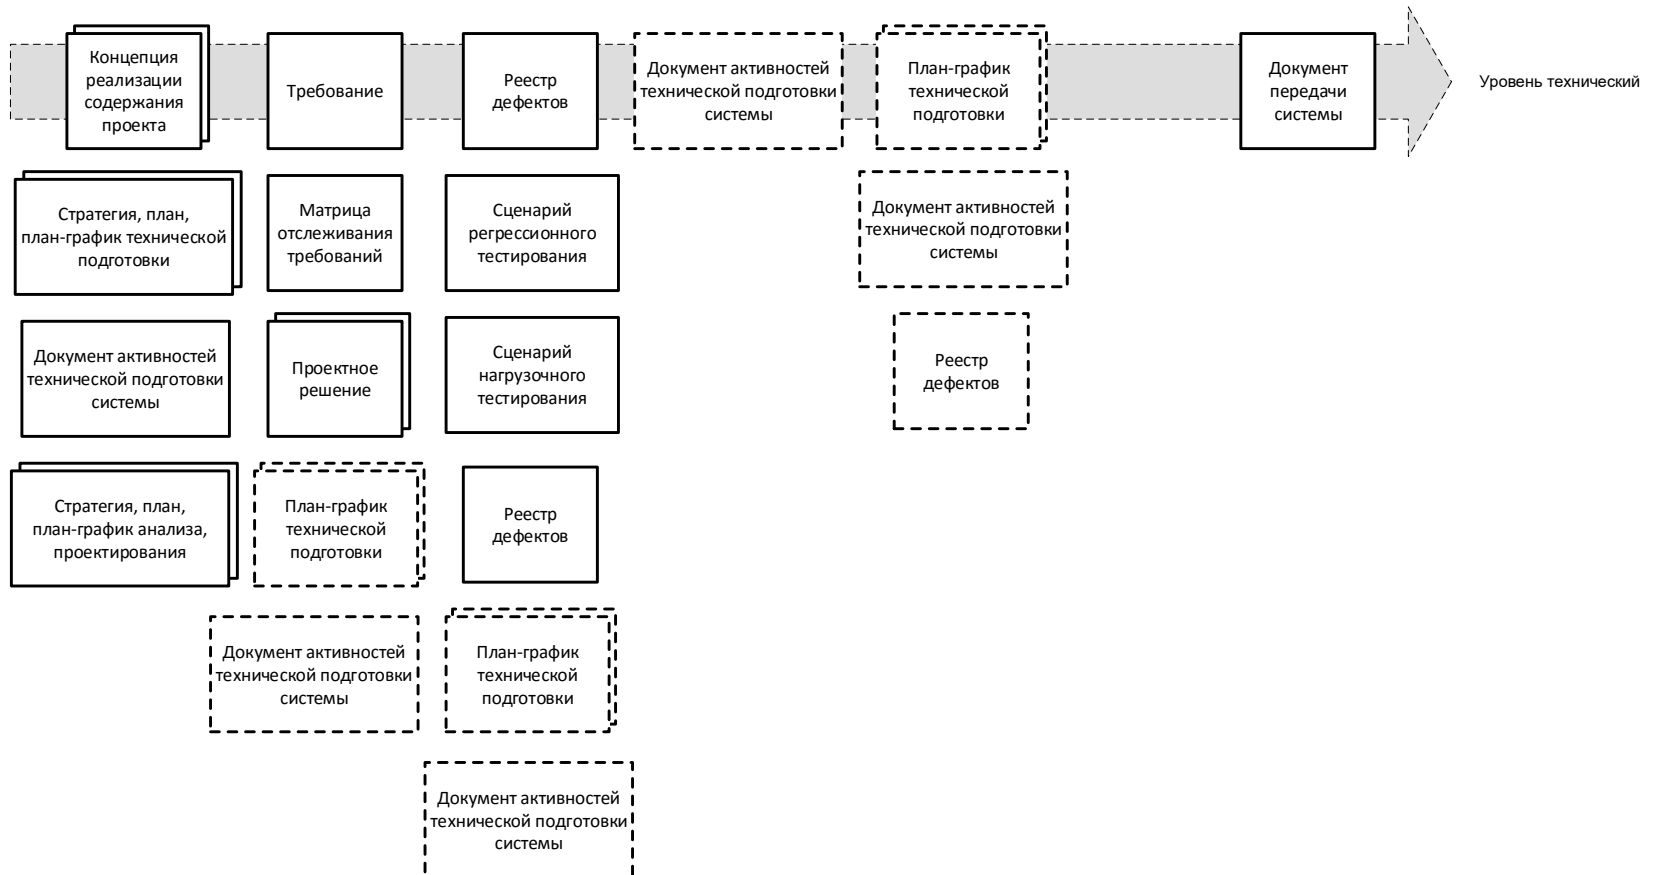 Концепция
реализации
содержания
проекта
Требование
Реестр
дефектов
Документ активностей
технической подготовки
системы
План-график
технической
подготовки
Документ
передачи
системы
Уровень технический
Стратегия, план,
план-график технической
подготовки
Матрица
отслеживания
требований
Сценарий
регрессионного
тестирования
Документ активностей
технической подготовки
системы
Документ активностей
технической подготовки
системы
Проектное
решение
Сценарий
нагрузочного
тестирования
Реестр
дефектов
Стратегия, план,
план-график анализа,
проектирования
План-график
технической
подготовки
Реестр
дефектов
Документ активностей
технической подготовки
системы
План-график
технической
подготовки
Документ активностей
технической подготовки
системы